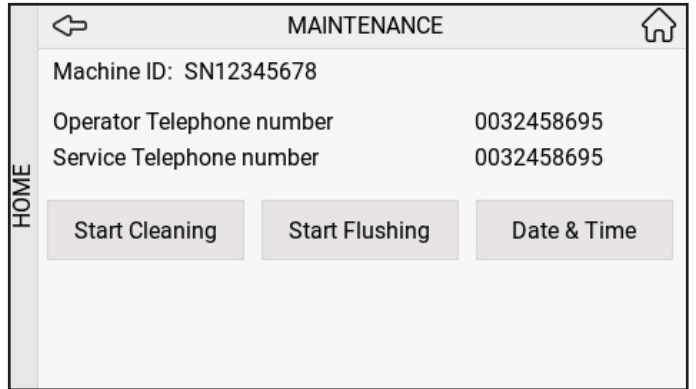 MAINTENANCE
Machine ID: SN12345678
Operator Telephone number 0032458695
Service Telephone number 0032458695
HOME
Start Cleaning Start Flushing Date & Time